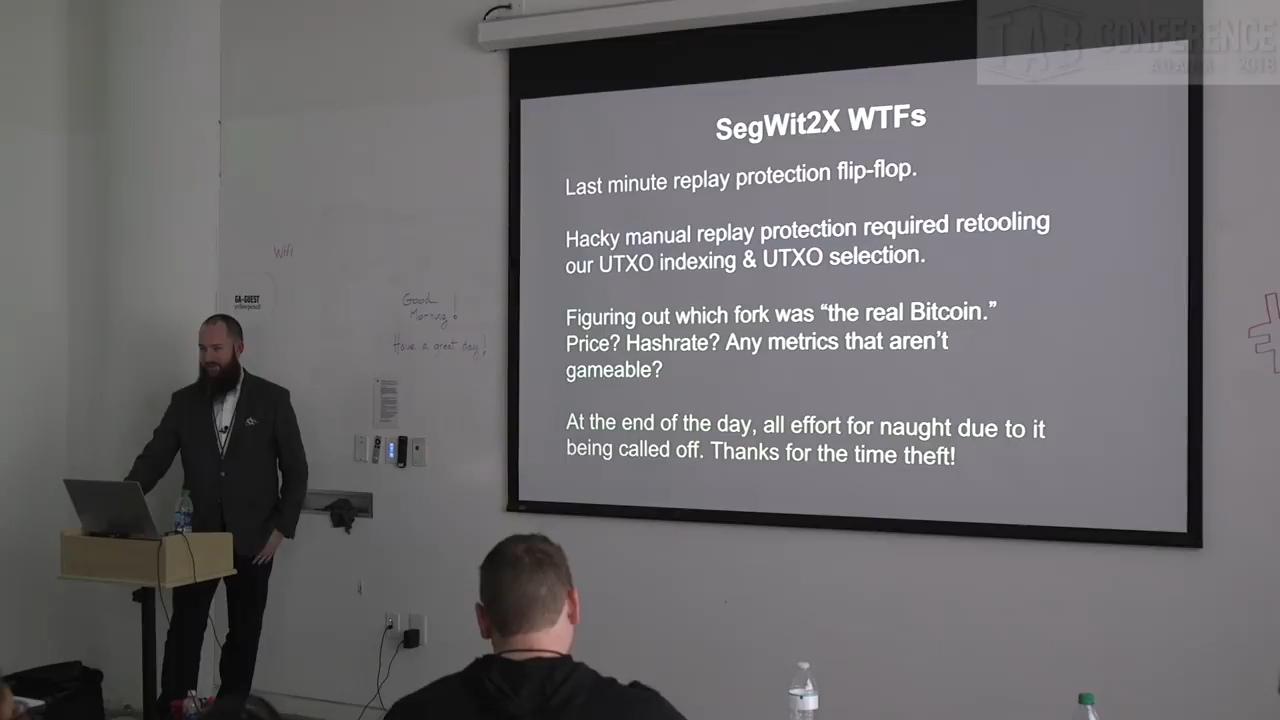 TAB CONFERENCE
2018
SegWit2X WTFs
Last minute replay protection flip-flop.
Hacky manual replay protection required retooling
our UTXO indexing & UTXO selection.
Figuring out which fork was “the real Bitcoin.”
Price? Hashrate? Any metrics that aren’t
gameable?
At the end of the day, all effort for naught due to it
being called off. Thanks for the time theft!
Wifi
GA-GUEST
Good
Morning!
Have a great day!